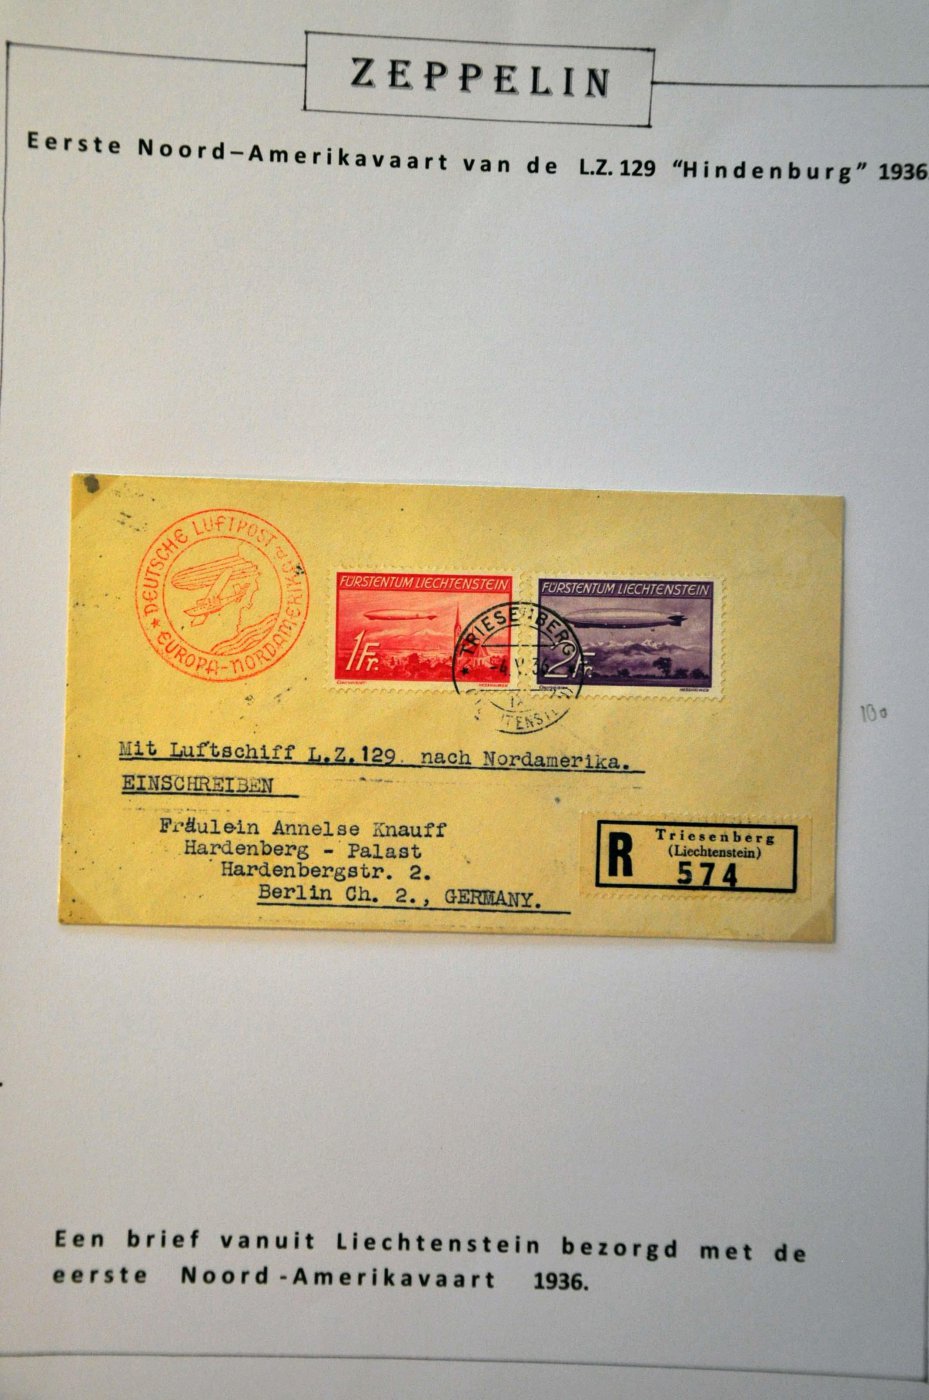 ZEPPELIN
Eerste Noord-Amerikavaart van de L.Z. 129 “Hindenburg” 1936
DEUTSCHE LUFTPOST
EUROPA-NORDAMERIKA
FÜRSTENTUM LIECHTENSTEIN
1Fr.
FÜRSTENTUM LIECHTENSTEIN
2Fr.
TRIESENBERG
Mit Luftschiff L.Z.129 nach Nordamerika.
EINSCHREIBEN
Fräulein Annelse Knauff
Hardenberg - Palast
Hardenbergstr. 2.
Berlin Ch. 2., GERMANY.
R
Triesenberg
(Liechtenstein)
574
Een brief vanuit Liechtenstein bezorgd met de
eerste Noord-Amerikavaart 1936.